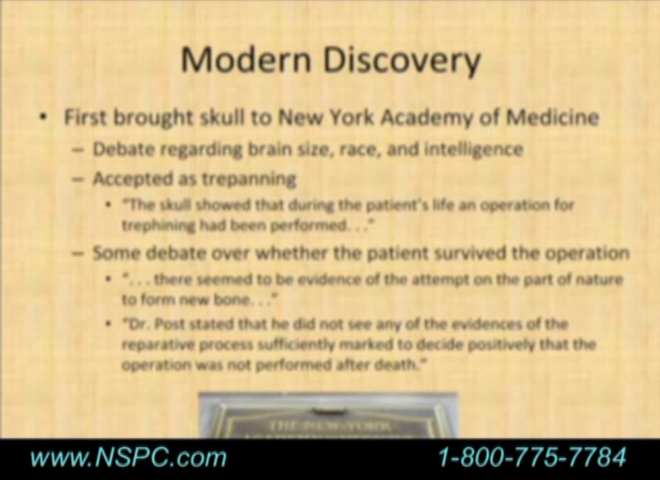 Modern Discovery
• First brought skull to New York Academy of Medicine
– Debate regarding brain size, race, and intelligence
– Accepted as trepanning
• "The skull showed that during the patient's life an operation for
trephining had been performed. . ."
– Some debate over whether the patient survived the operation
• ". . . there seemed to be evidence of the attempt on the part of nature
to form new bone. . ."
• "Dr. Post stated that he did not see any of the evidences of the
reparative process sufficiently marked to decide positively that the
operation was not performed after death."
THE NEW YORK
www.NSPC.com
1-800-775-7784